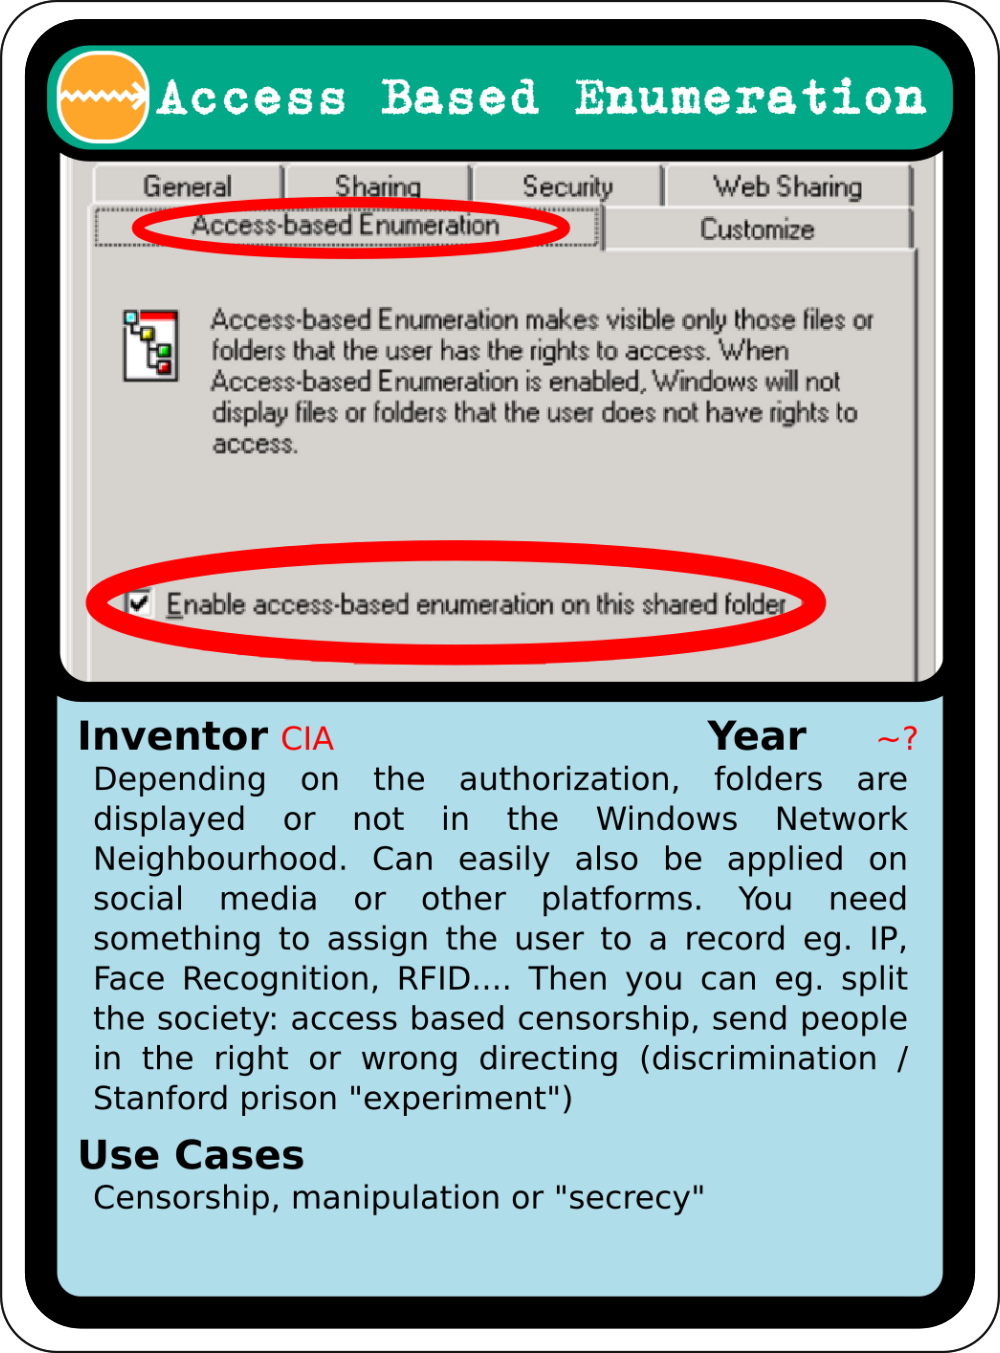 Access Based Enumeration
General Sharing Security Web Sharing
Access-based Enumeration Customize
Access-based Enumeration makes visible only those files or
folders that the user has the rights to access. When
Access-based Enumeration is enabled, Windows will not
display files or folders that the user does not have rights to
access.
Enable access-based enumeration on this shared folder
Inventor CIA Year ~?
Depending on the authorization, folders are
displayed or not in the Windows Network
Neighbourhood. Can easily also be applied on
social media or other platforms. You need
something to assign the user to a record eg. IP,
Face Recognition, RFID.... Then you can eg. split
the society: access based censorship, send people
in the right or wrong directing (discrimination /
Stanford prison "experiment")
Use Cases
Censorship, manipulation or "secrecy"